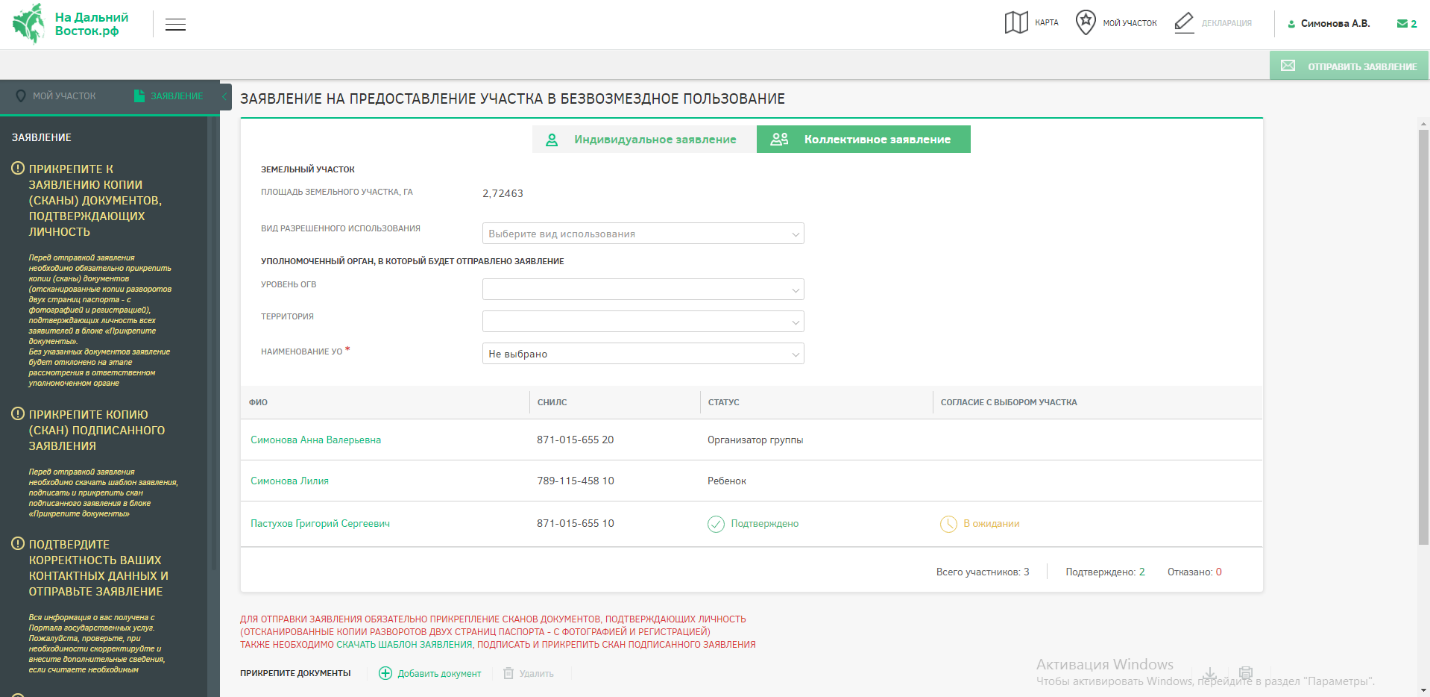 На Дальний
Восток.рф
КАРТА
МОЙ УЧАСТОК
ДЕКЛАРАЦИЯ
Симонова А.В.
2
ОТПРАВИТЬ ЗАЯВЛЕНИЕ
МОЙ УЧАСТОК
ЗАЯВЛЕНИЕ
ЗАЯВЛЕНИЕ
ПРИКРЕПИТЕ К
ЗАЯВЛЕНИЮ КОПИИ
(СКАНЫ) ДОКУМЕНТОВ,
ПОДТВЕРЖДАЮЩИХ
ЛИЧНОСТЬ
Перед отправкой заявления
необходимо обязательно прикрепить
копии (сканы) документов
(отсканированные копии разворотов
двух страниц паспорта - с
фотографией и регистрацией),
подтверждающих личность всех
заявителей в блоке «Прикрепите
документы».
Без указанных документов заявление
будет отклонено на этапе
рассмотрения в ответственном
уполномоченном органе
ПРИКРЕПИТЕ КОПИЮ
(СКАН) ПОДПИСАННОГО
ЗАЯВЛЕНИЯ
Перед отправкой заявления
необходимо скачать шаблон заявления,
подписать и прикрепить скан
подписанного заявления в блоке
«Прикрепите документы»
ПОДТВЕРДИТЕ
КОРРЕКТНОСТЬ ВАШИХ
КОНТАКТНЫХ ДАННЫХ И
ОТПРАВЬТЕ ЗАЯВЛЕНИЕ
Вся информация о вас получена с
Портала государственных услуг.
Пожалуйста, проверьте, при
необходимости скорректируйте и
внесите дополнительные сведения,
если считаете необходимым
ЗАЯВЛЕНИЕ НА ПРЕДОСТАВЛЕНИЕ УЧАСТКА В БЕЗВОЗМЕЗДНОЕ ПОЛЬЗОВАНИЕ
Индивидуальное заявление
Коллективное заявление
ЗЕМЕЛЬНЫЙ УЧАСТОК
ПЛОЩАДЬ ЗЕМЕЛЬНОГО УЧАСТКА, ГА 2,72463
ВИД РАЗРЕШЕННОГО ИСПОЛЬЗОВАНИЯ Выберите вид использования
УПОЛНОМОЧЕННЫЙ ОРГАН, В КОТОРЫЙ БУДЕТ ОТПРАВЛЕНО ЗАЯВЛЕНИЕ
УРОВЕНЬ ОГВ
ТЕРРИТОРИЯ
НАИМЕНОВАНИЕ УО * Не выбрано
ФИО СНИЛС СТАТУС СОГЛАСИЕ С ВЫБОРОМ УЧАСТКА
Симонова Анна Валерьевна 871-015-655 20 Организатор группы
Симонова Лилия 789-115-458 10 Ребенок
Пастухов Григорий Сергеевич 871-015-655 10 Подтверждено В ожидании
Всего участников: 3 Подтверждено: 2 Отказано: 0
ДЛЯ ОТПРАВКИ ЗАЯВЛЕНИЯ ОБЯЗАТЕЛЬНО ПРИКРЕПЛЕНИЕ СКАНОВ ДОКУМЕНТОВ, ПОДТВЕРЖДАЮЩИХ ЛИЧНОСТЬ
(ОТСКАНИРОВАННЫЕ КОПИИ РАЗВОРОТОВ ДВУХ СТРАНИЦ ПАСПОРТА - С ФОТОГРАФИЕЙ И РЕГИСТРАЦИЕЙ)
ТАКЖЕ НЕОБХОДИМО СКАЧАТЬ ШАБЛОН ЗАЯВЛЕНИЯ, ПОДПИСАТЬ И ПРИКРЕПИТЬ СКАН ПОДПИСАННОГО ЗАЯВЛЕНИЯ
ПРИКРЕПИТЕ ДОКУМЕНТЫ Добавить документ Удалить
Активация Windows
Чтобы активировать Windows, перейдите в раздел "Параметры".